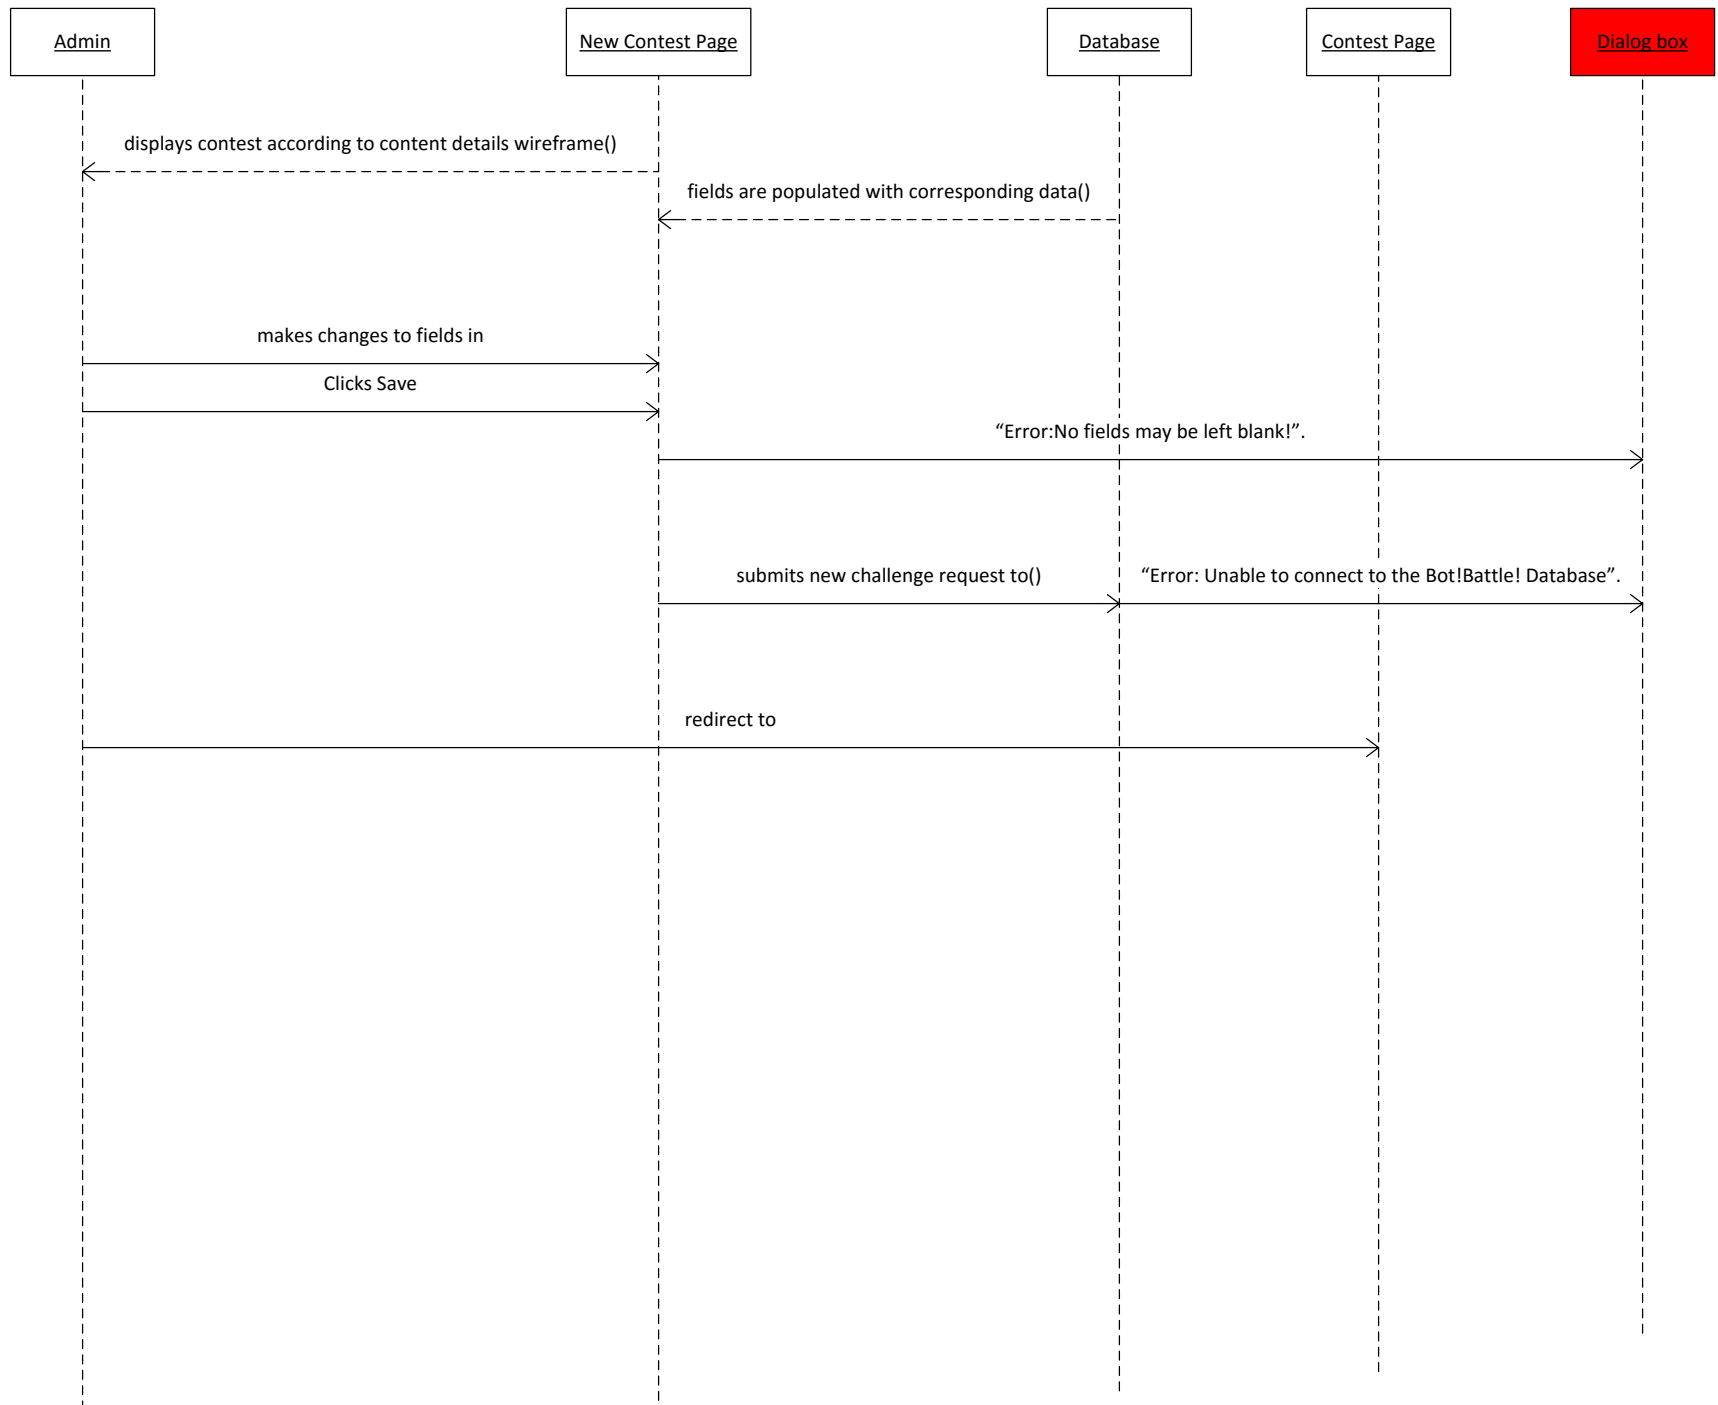 Admin
New Contest Page
Database
Contest Page
Dialog box
displays contest according to content details wireframe()
fields are populated with corresponding data()
makes changes to fields in
Clicks Save
“Error:No fields may be left blank!”.
submits new challenge request to()
“Error: Unable to connect to the Bot!Battle! Database”.
redirect to